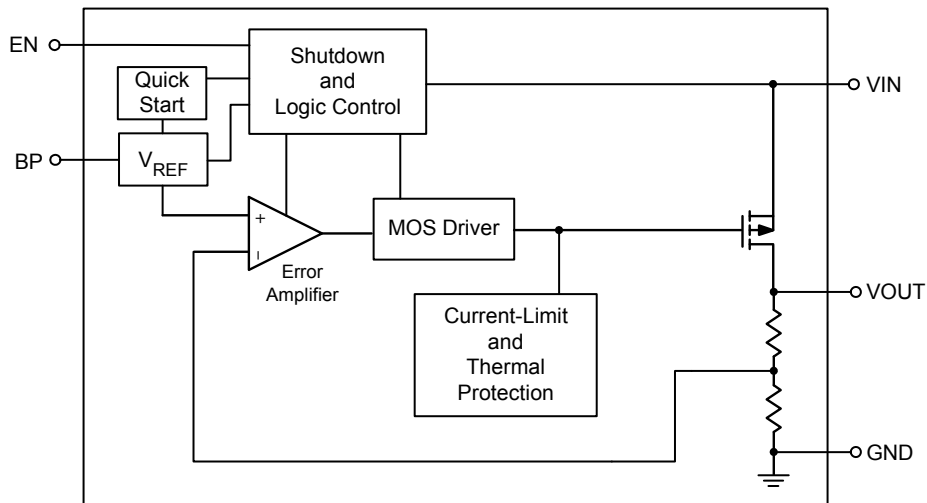 EN
Shutdown
and
Logic Control
Quick
Start
VIN
BP
VREF
+
MOS Driver
Error
Amplifier
VOUT
Current-Limit
and
Thermal
Protection
GND